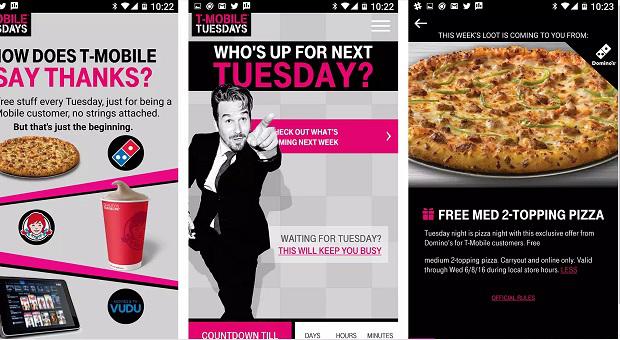 10:22
MOBILE
TUESDAYS
HOW DOES T-MOBILE
SAY THANKS?
ree stuff every Tuesday, just for being a
Mobile customer, no strings attached.
But that's just the beginning.
MOVIES & TV
VUDU
10:22
T-MOBILE
TUESDAYS
WHO'S UP FOR NEXT
TUESDAY?
HECK OUT WHAT'S
MING NEXT WEEK
WAITING FOR TUESDAY?
THIS WILL KEEP YOU BUSY
COUNTDOWN TILL
DAYS HOURS MINUTES
10:23
THIS WEEK'S LOOT IS COMING TO YOU FROM:
Domino's
FREE MED 2-TOPPING PIZZA
Tuesday night is pizza night with this exclusive offer from
Domino's for T-Mobile customers. Free
medium 2-topping pizza. Carryout and online only. Valid
through Wed 6/8/16 during local store hours. LESS
OFFICIAL RULES